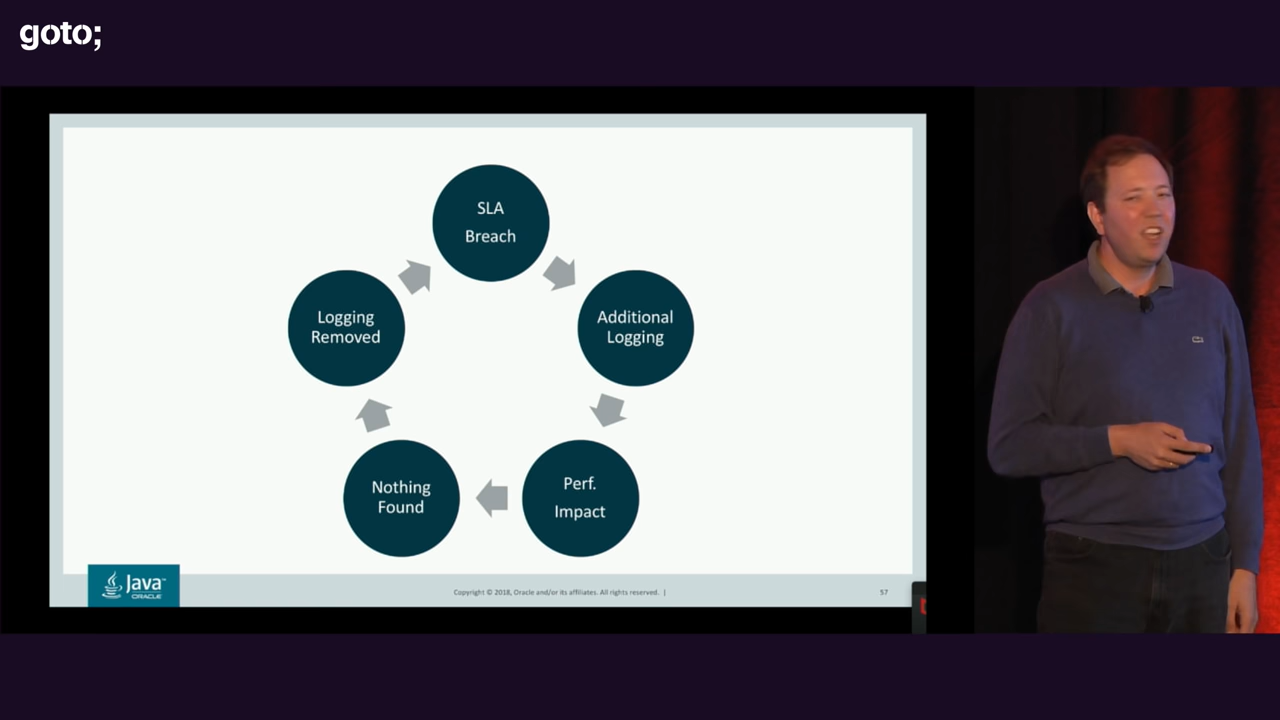 goto;
SLA
Breach
Additional
Logging
Perf.
Impact
Nothing
Found
Logging
Removed
Java™
ORACLE
Copyright © 2018, Oracle and/or its affiliates. All rights reserved. |
57